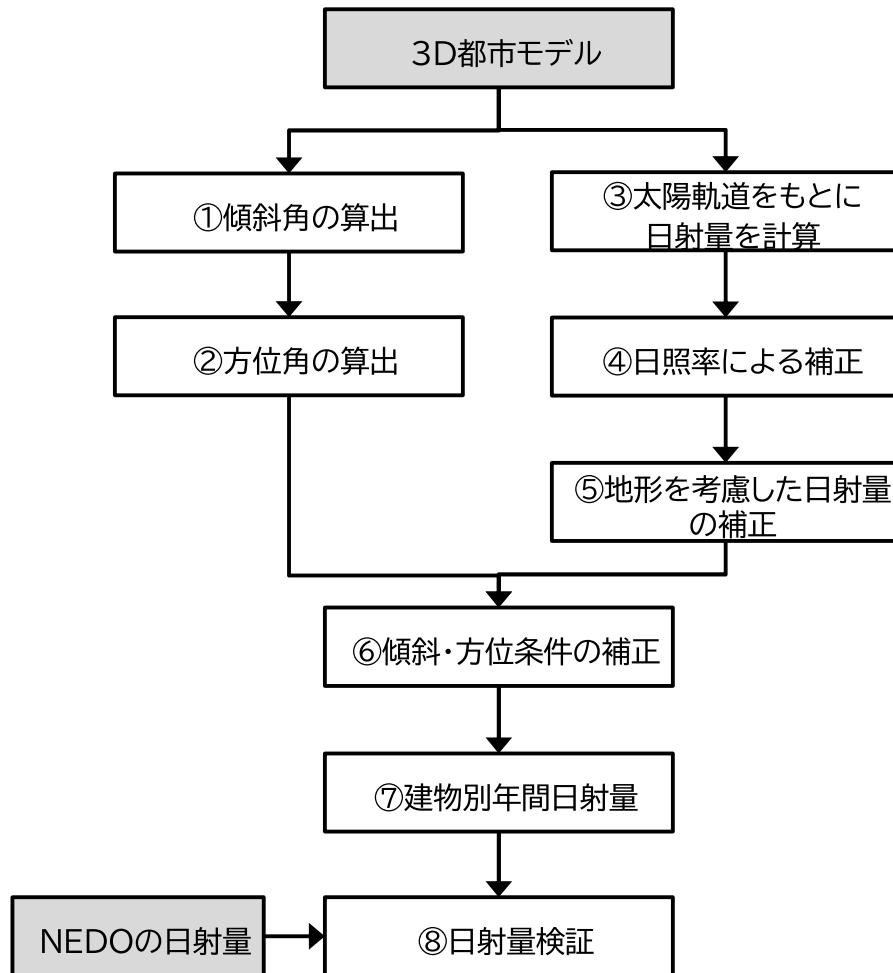 3D都市モデル
①傾斜角の算出
③太陽軌道をもとに
日射量を計算
②方位角の算出
④日照率による補正
⑤地形を考慮した日射量
の補正
⑥傾斜・方位条件の補正
⑦建物別年間日射量
NEDOの日射量
⑧日射量検証